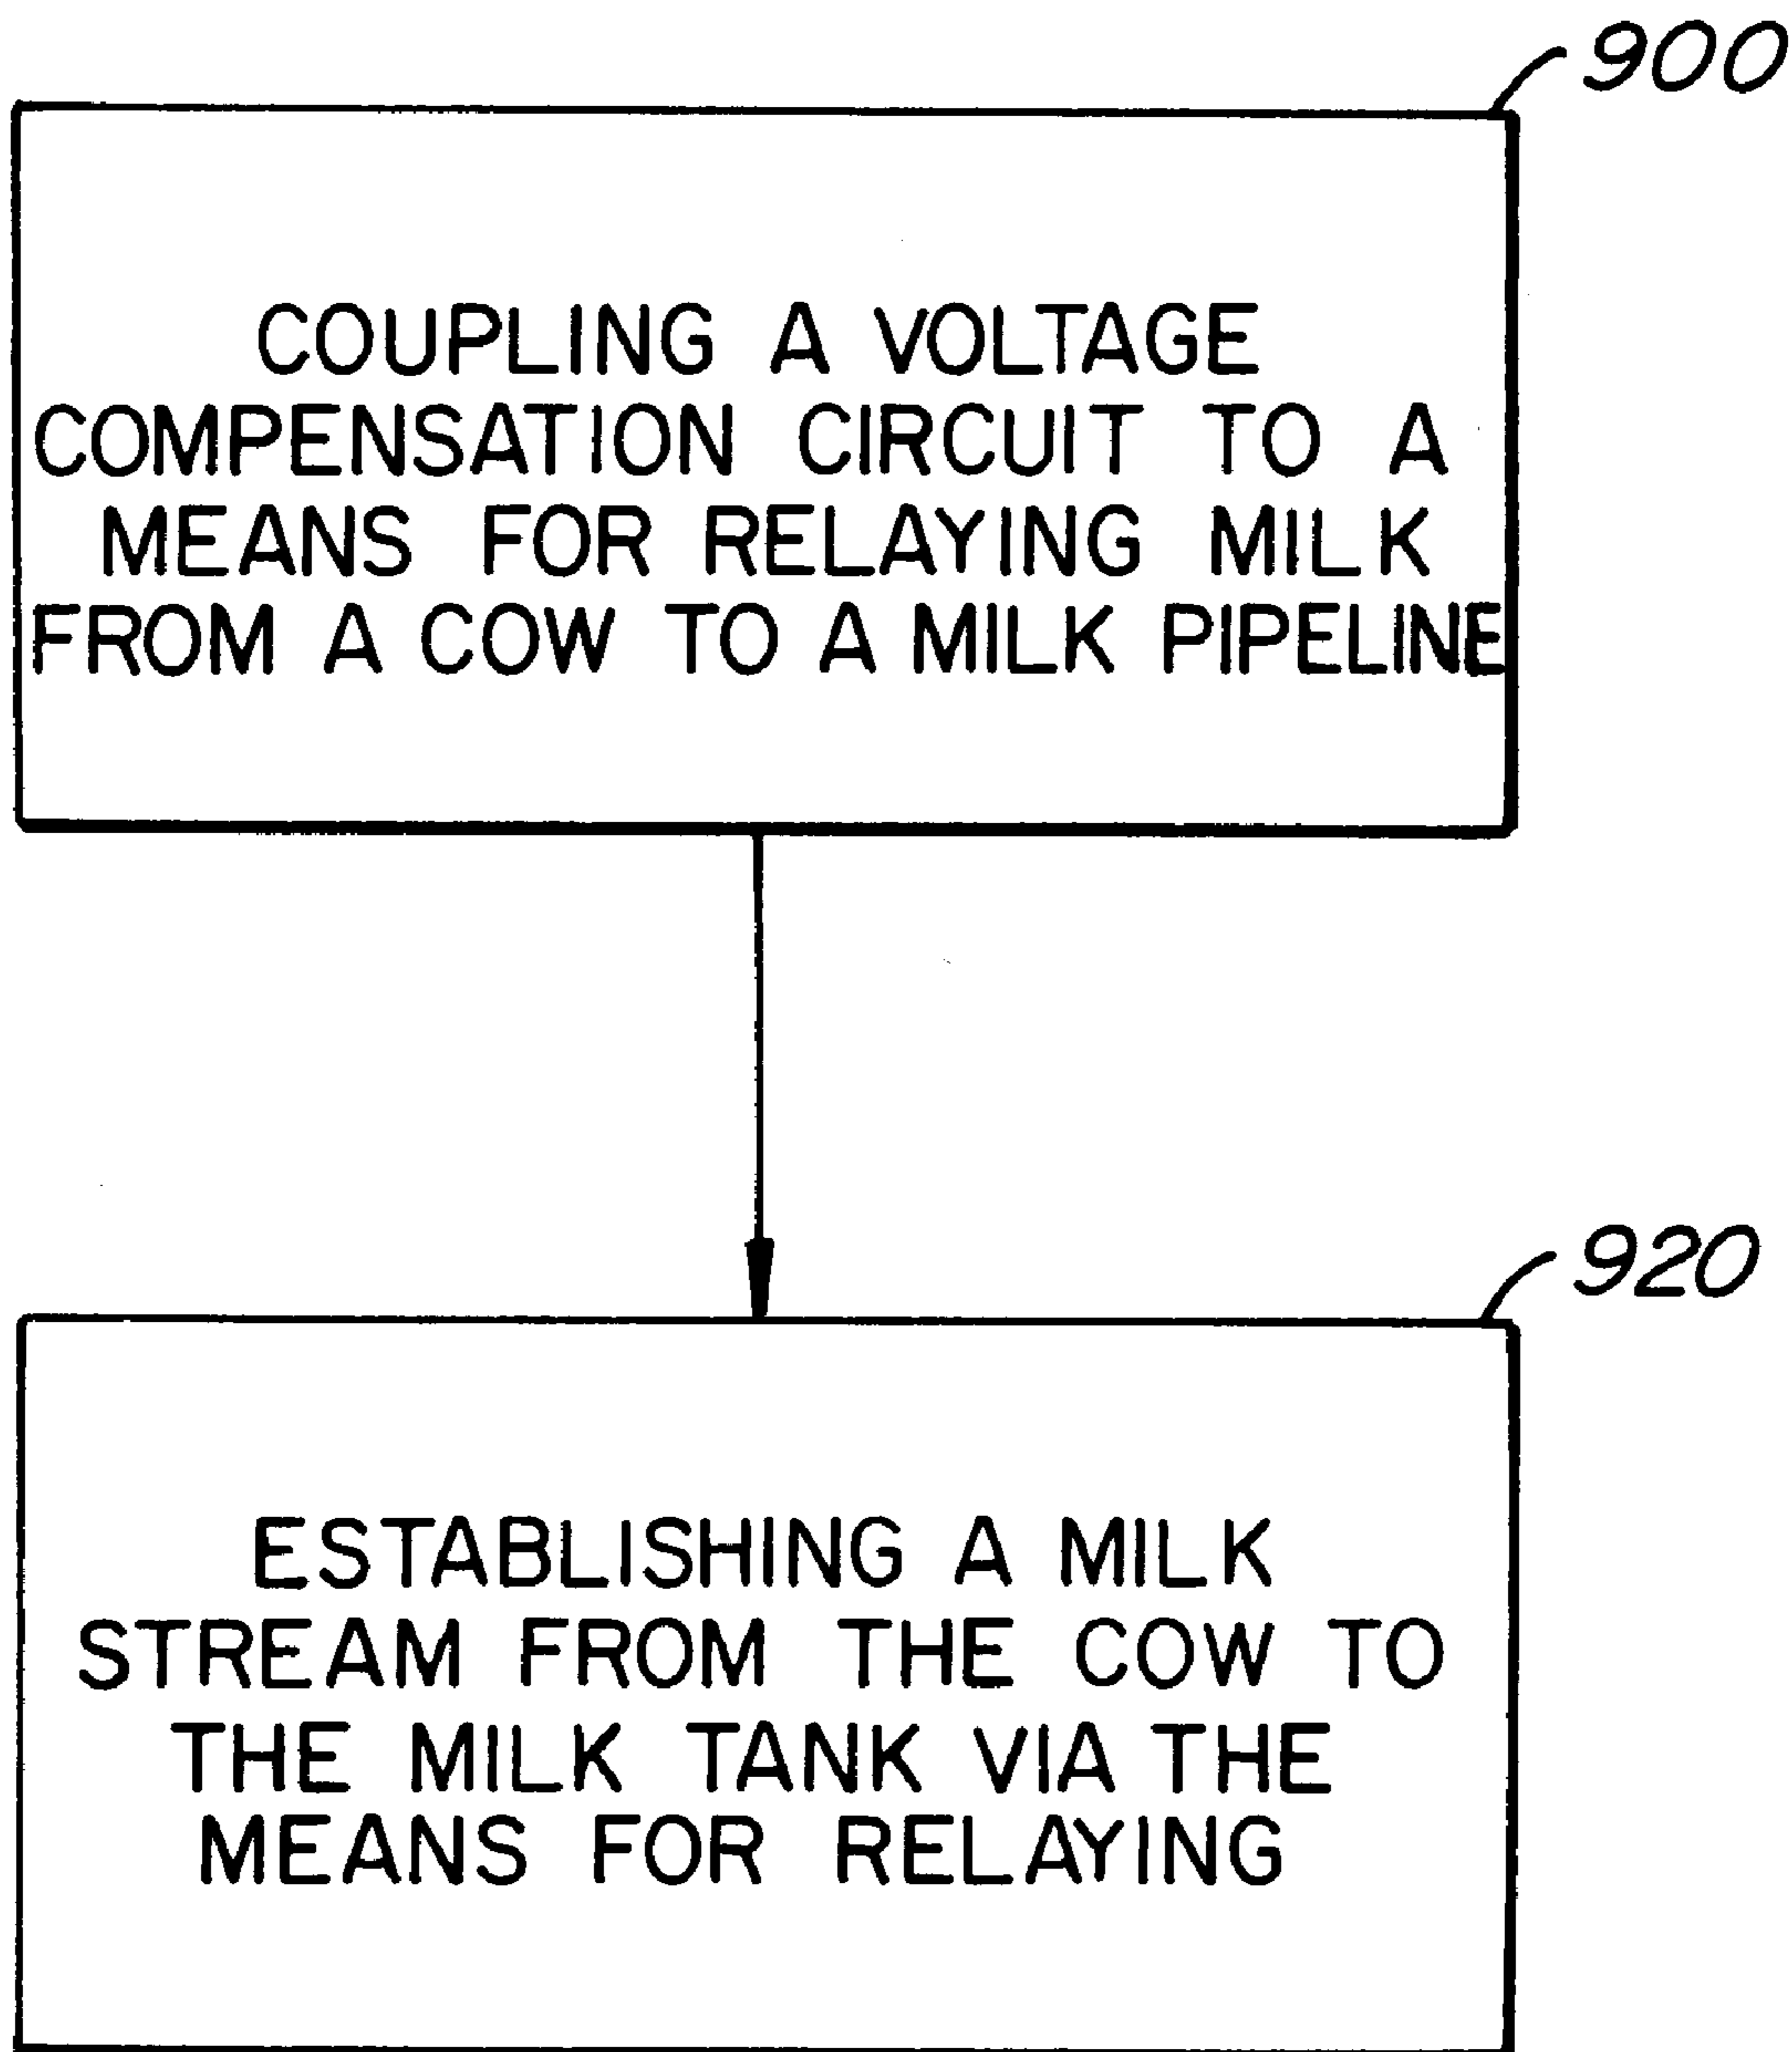 900
COUPLING A VOLTAGE
COMPENSATION CIRCUIT TO A
MEANS FOR RELAYING MILK
FROM A COW TO A MILK PIPELINE
920
ESTABLISHING A MILK
STREAM FROM THE COW TO
THE MILK TANK VIA THE
MEANS FOR RELAYING